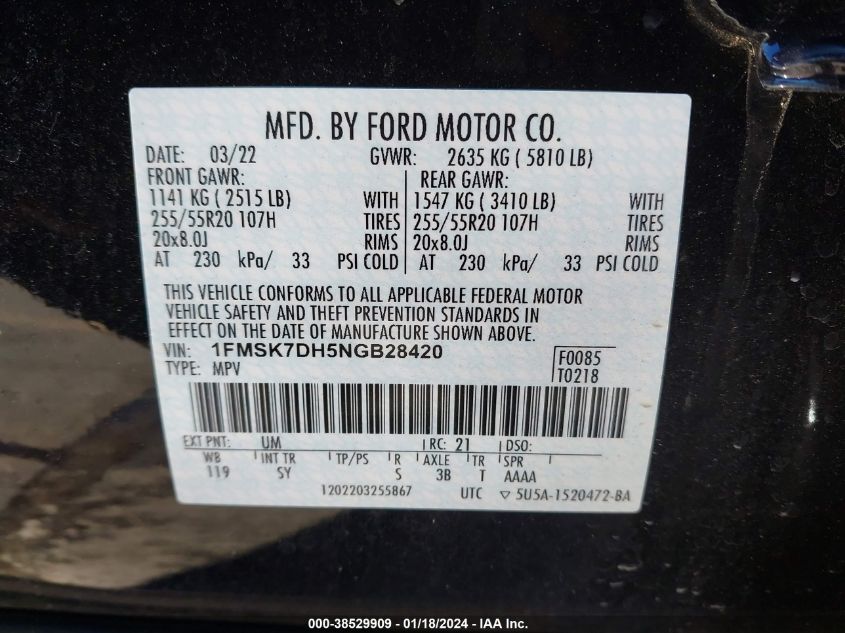 MFD. BY FORD MOTOR CO.
DATE: 03/22 GVWR: 2635 KG ( 5810 LB)
FRONT GAWR: REAR GAWR:
1141 KG ( 2515 LB) WITH 1547 KG ( 3410 LB) WITH
255/55R20 107H TIRES 255/55R20 107H TIRES
20x8.0J RIMS 20x8.0J RIMS
AT 230 kPa/ 33 PSI COLD AT 230 kPa/ 33 PSI COLD
THIS VEHICLE CONFORMS TO ALL APPLICABLE FEDERAL MOTOR
VEHICLE SAFETY AND THEFT PREVENTION STANDARDS IN
EFFECT ON THE DATE OF MANUFACTURE SHOWN ABOVE.
VIN: 1FMSK7DH5NGB28420 F0085
TYPE: MPV T0218
EXT PNT: UM RC: 21 DSO:
WB INT TR TP/PS R AXLE TR SPR
119 SY S 3B T AAAA
1202203255867 UTC ▽ 5U5A-1520472-BA
000-38529909 - 01/18/2024 - IAA Inc.